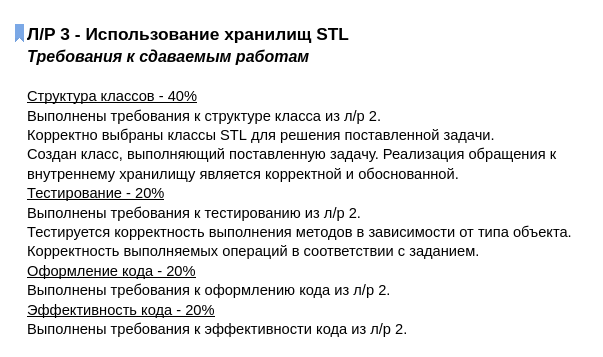 Л/Р 3 - Использование хранилищ STL
Требования к сдаваемым работам
Структура классов - 40%
Выполнены требования к структуре класса из л/р 2.
Корректно выбраны классы STL для решения поставленной задачи.
Создан класс, выполняющий поставленную задачу. Реализация обращения к
внутреннему хранилищу является корректной и обоснованной.
Тестирование - 20%
Выполнены требования к тестированию из л/р 2.
Тестируется корректность выполнения методов в зависимости от типа объекта.
Корректность выполняемых операций в соответствии с заданием.
Оформление кода - 20%
Выполнены требования к оформлению кода из л/р 2.
Эффективность кода - 20%
Выполнены требования к эффективности кода из л/р 2.